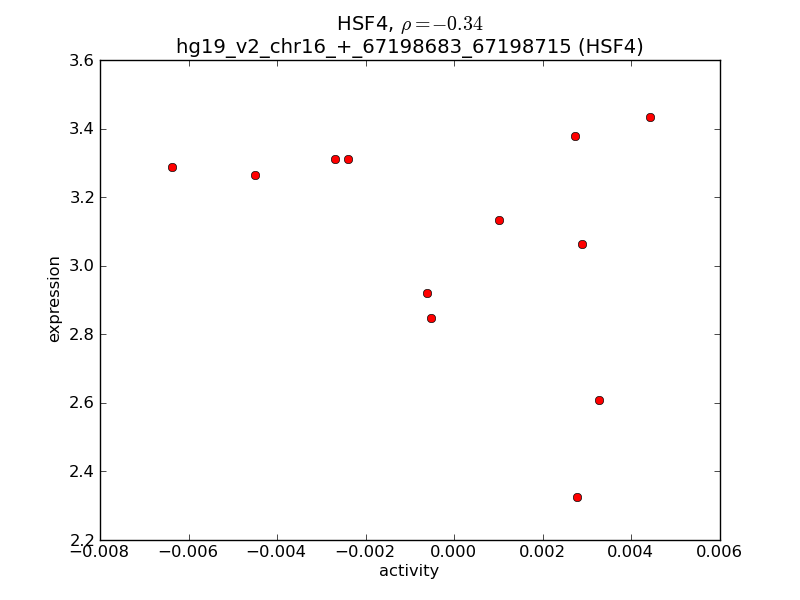 HSF4, ρ=−0.34
hg19_v2_chr16_+_67198683_67198715 (HSF4)
3.6
3.4
3.2
3.0
2.8
2.6
2.4
2.2
expression
−0.008 −0.006 −0.004 −0.002 0.000 0.002 0.004 0.006
activity